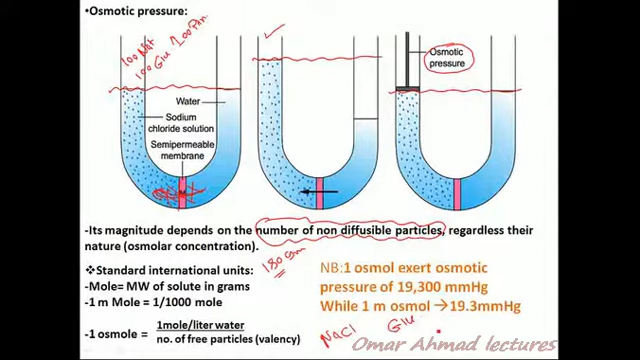 •Osmotic pressure:
100 Na+
100 Glu 100 Ptn
Osmotic
pressure
Water
Sodium
chloride solution
Semipermeable
membrane
-Its magnitude depends on the number of non diffusible particles, regardless their
nature (osmolar concentration).
180 gm
❖Standard international units:
-Mole= MW of solute in grams
-1 m Mole = 1/1000 mole
-1 osmole = 1mole/liter water
no. of free particles (valency)
NB:1 osmol exert osmotic
pressure of 19,300 mmHg
While 1 m osmol →19.3mmHg
NaCl Glu
Omar Ahmad lectures